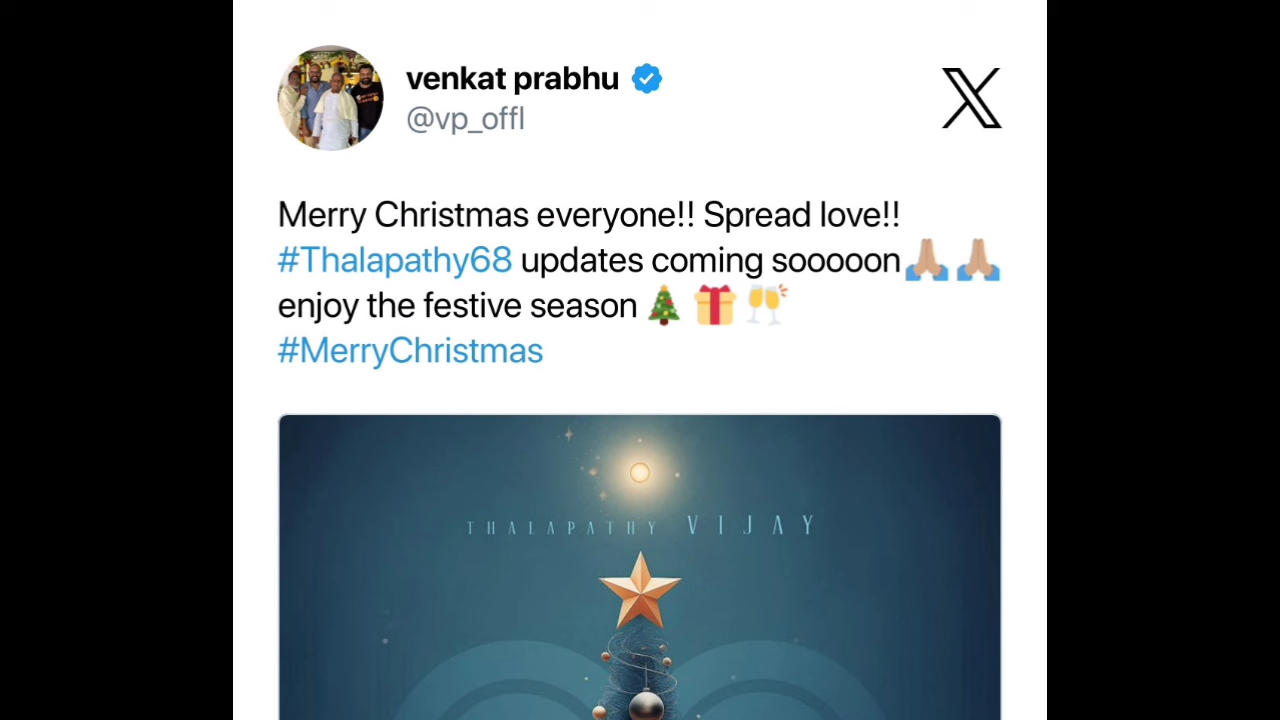 venkat prabhu
@vp_offl
Merry Christmas everyone!! Spread love!!
#Thalapathy68 updates coming sooooon🙏🏼🙏🏼
enjoy the festive season 🎄🎁🥂
#MerryChristmas
THALAPATHY VIJAY